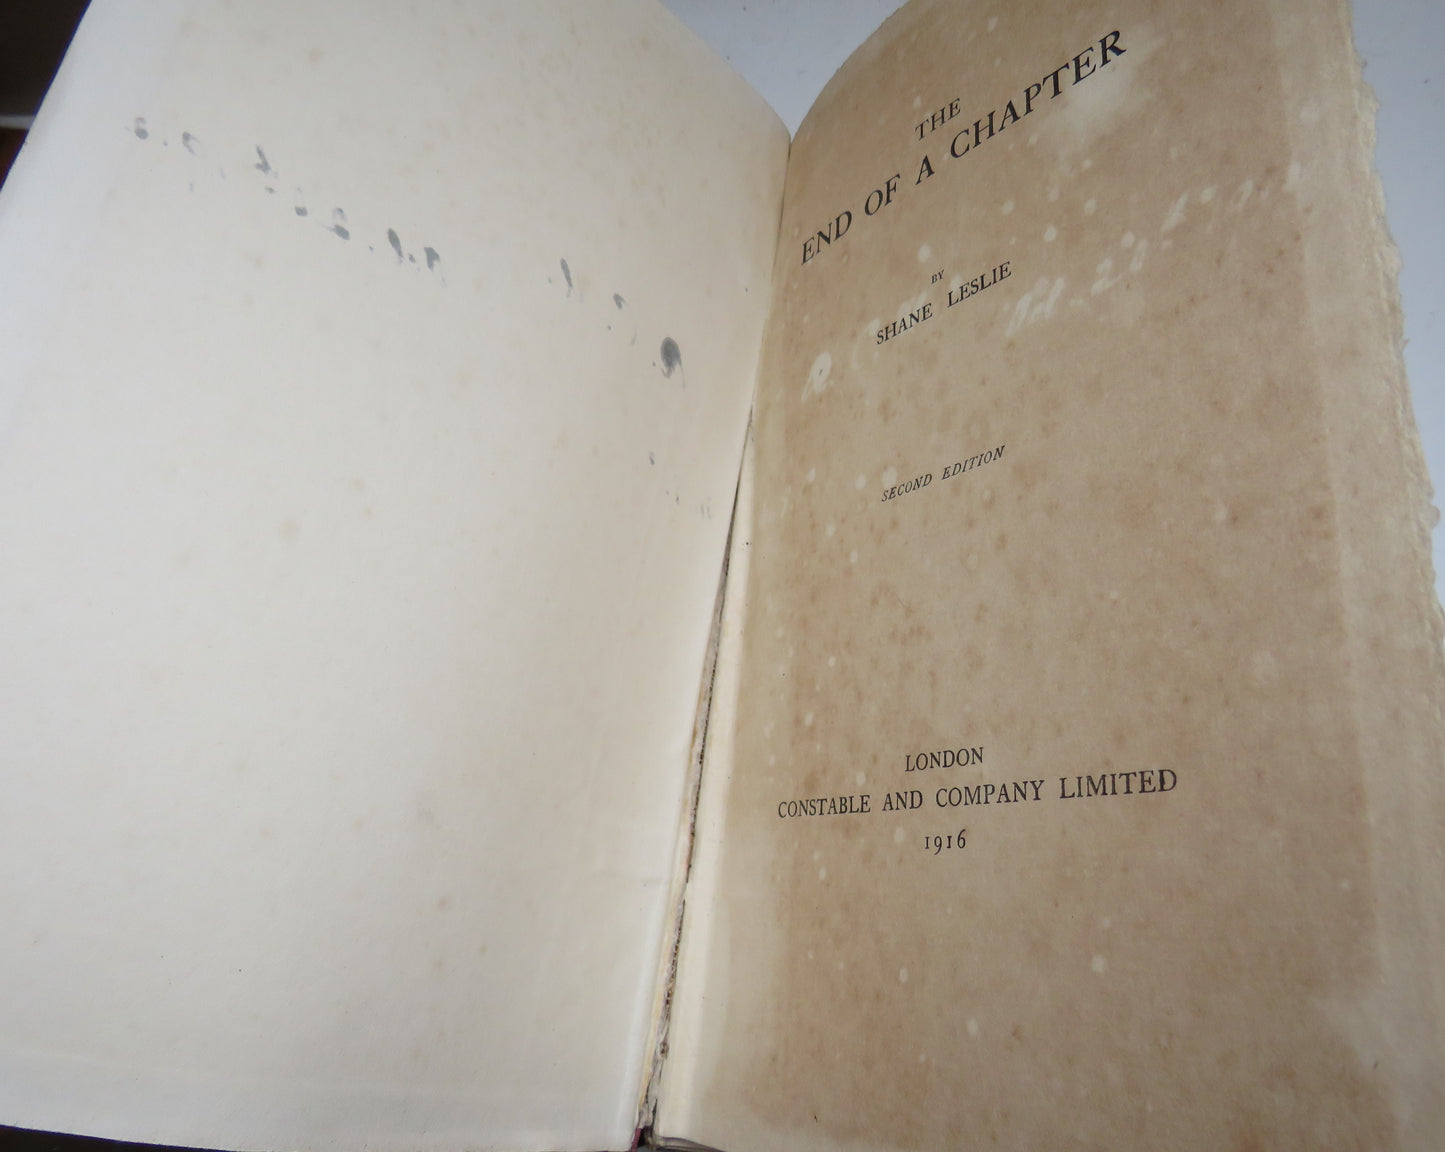 THE
END OF A CHAPTER
BY
SHANE LESLIE
SECOND EDITION
LONDON
CONSTABLE AND COMPANY LIMITED
1916